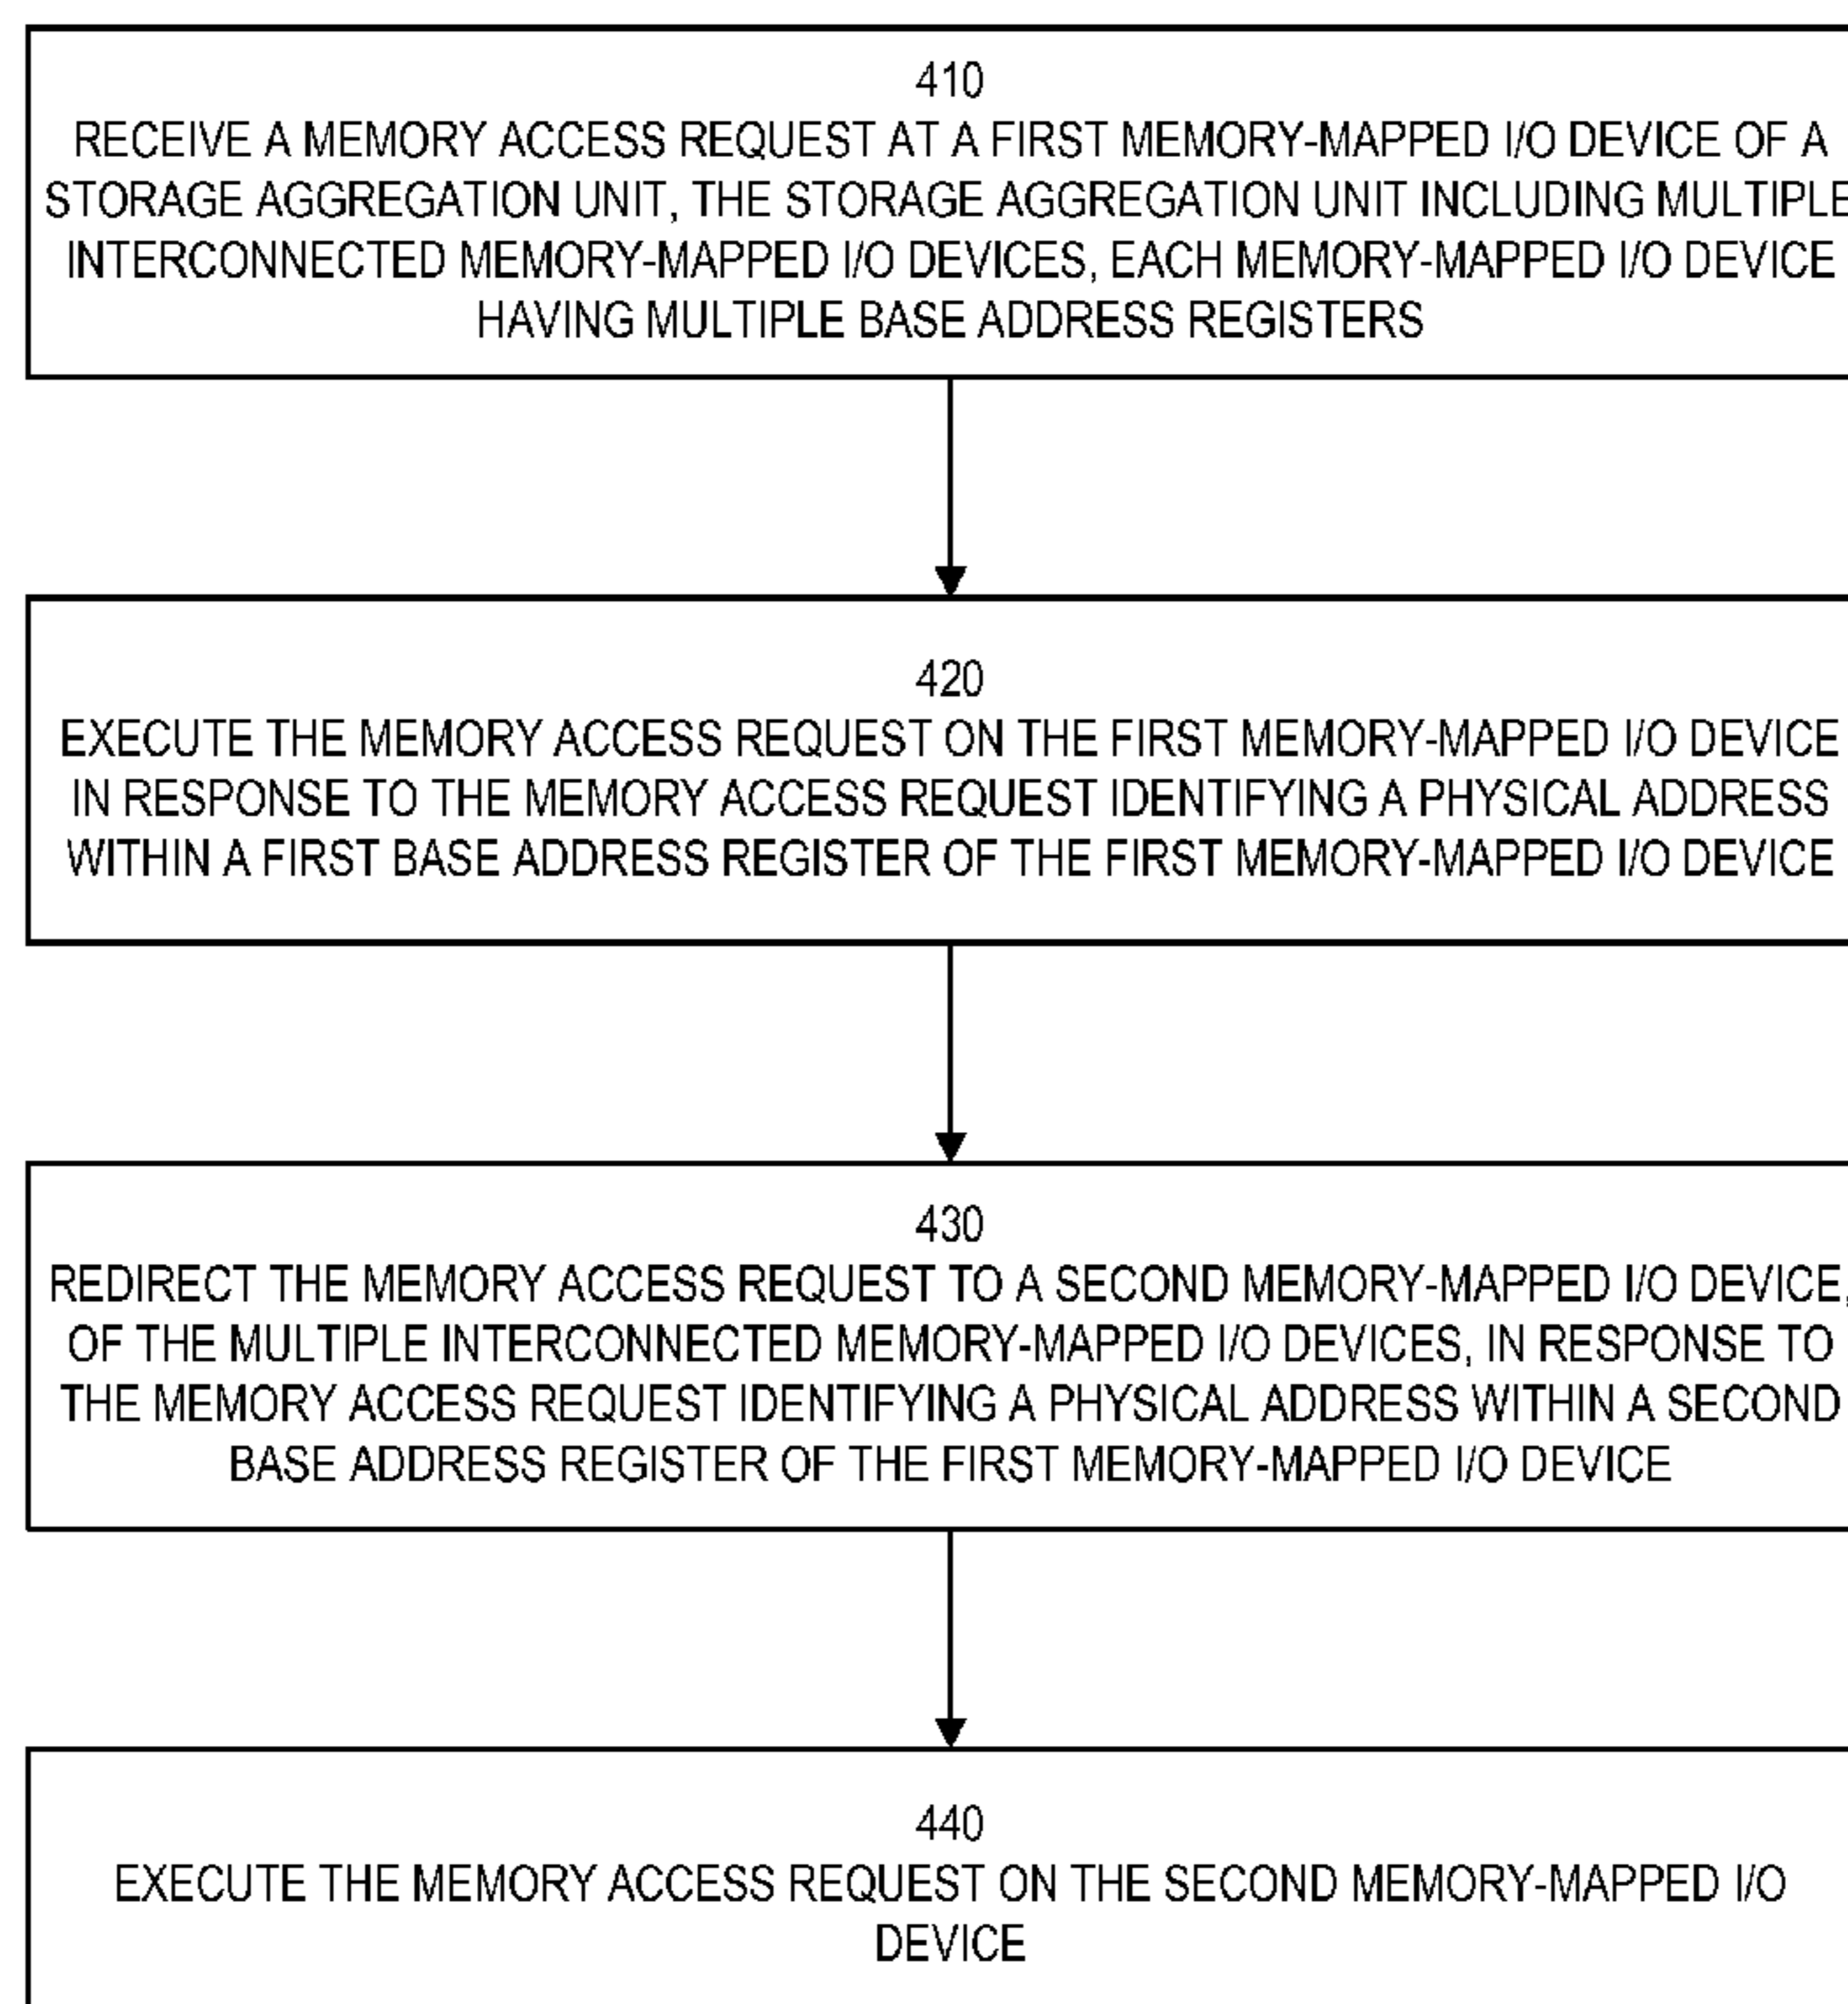 410
RECEIVE A MEMORY ACCESS REQUEST AT A FIRST MEMORY-MAPPED I/O DEVICE OF A
STORAGE AGGREGATION UNIT, THE STORAGE AGGREGATION UNIT INCLUDING MULTIPLE
INTERCONNECTED MEMORY-MAPPED I/O DEVICES, EACH MEMORY-MAPPED I/O DEVICE
HAVING MULTIPLE BASE ADDRESS REGISTERS
420
EXECUTE THE MEMORY ACCESS REQUEST ON THE FIRST MEMORY-MAPPED I/O DEVICE
IN RESPONSE TO THE MEMORY ACCESS REQUEST IDENTIFYING A PHYSICAL ADDRESS
WITHIN A FIRST BASE ADDRESS REGISTER OF THE FIRST MEMORY-MAPPED I/O DEVICE
430
REDIRECT THE MEMORY ACCESS REQUEST TO A SECOND MEMORY-MAPPED I/O DEVICE,
OF THE MULTIPLE INTERCONNECTED MEMORY-MAPPED I/O DEVICES, IN RESPONSE TO
THE MEMORY ACCESS REQUEST IDENTIFYING A PHYSICAL ADDRESS WITHIN A SECOND
BASE ADDRESS REGISTER OF THE FIRST MEMORY-MAPPED I/O DEVICE
440
EXECUTE THE MEMORY ACCESS REQUEST ON THE SECOND MEMORY-MAPPED I/O
DEVICE